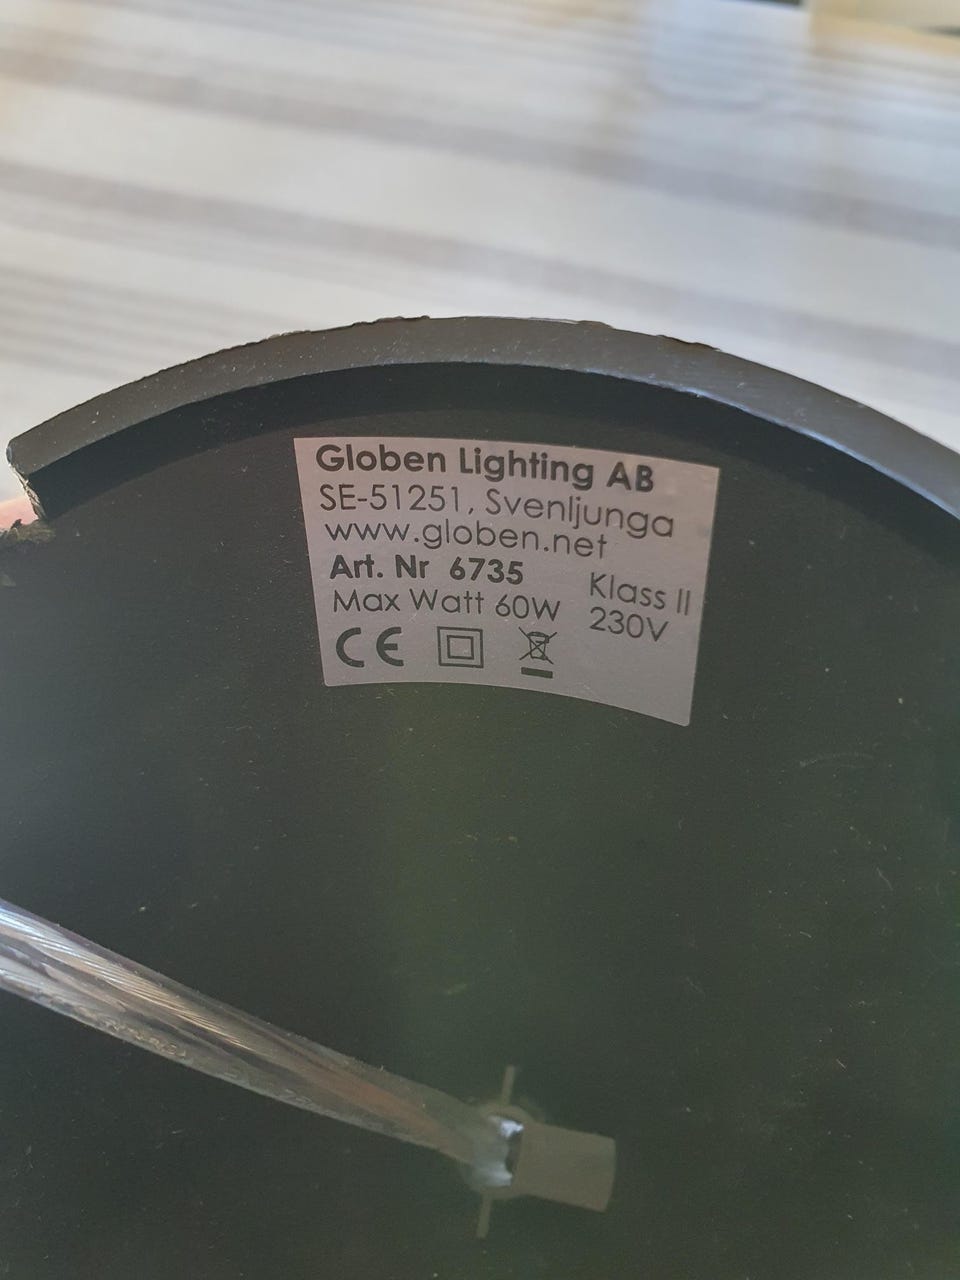 Globen Lighting AB
SE-51251, Svenljunga
www.globen.net
Art. Nr 6735
Klass II
Max Watt 60W
230V
CE